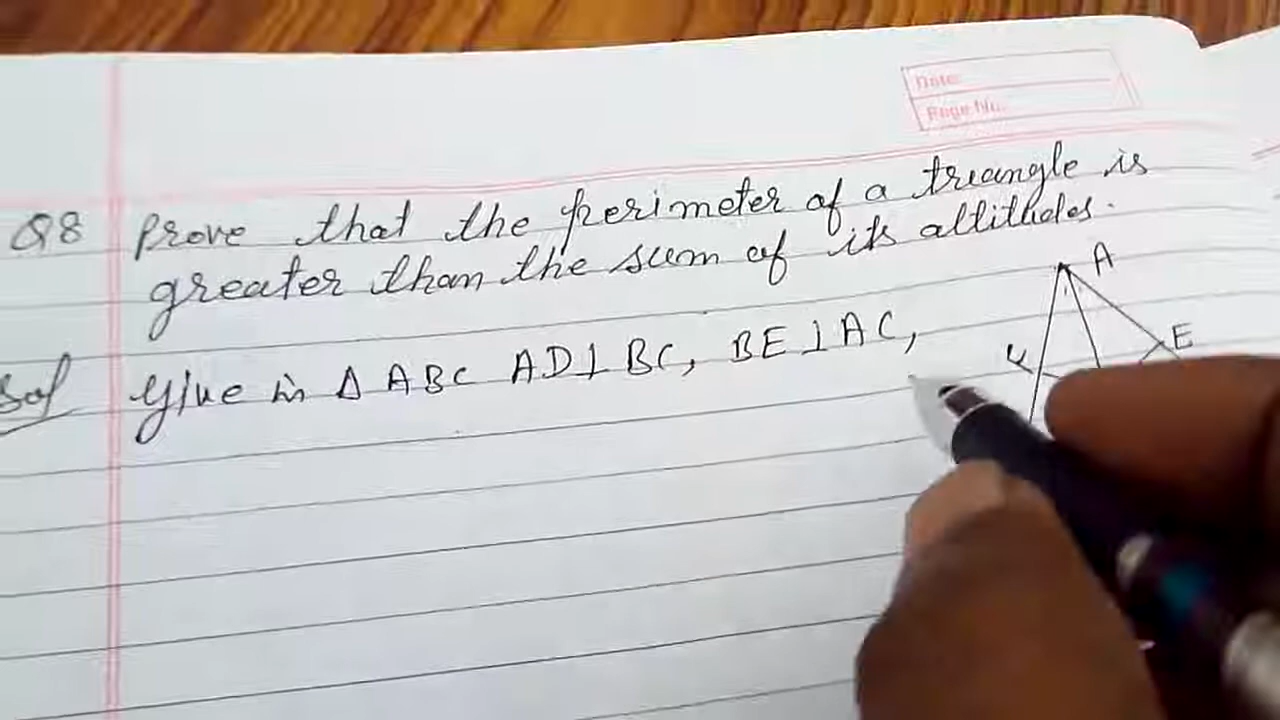 Date:
Page No.
Q8 Prove that the perimeter of a triangle is
greater than the sum of its altitudes.
A
E
Sol Give in Δ ABC AD⊥BC, BE⊥AC,